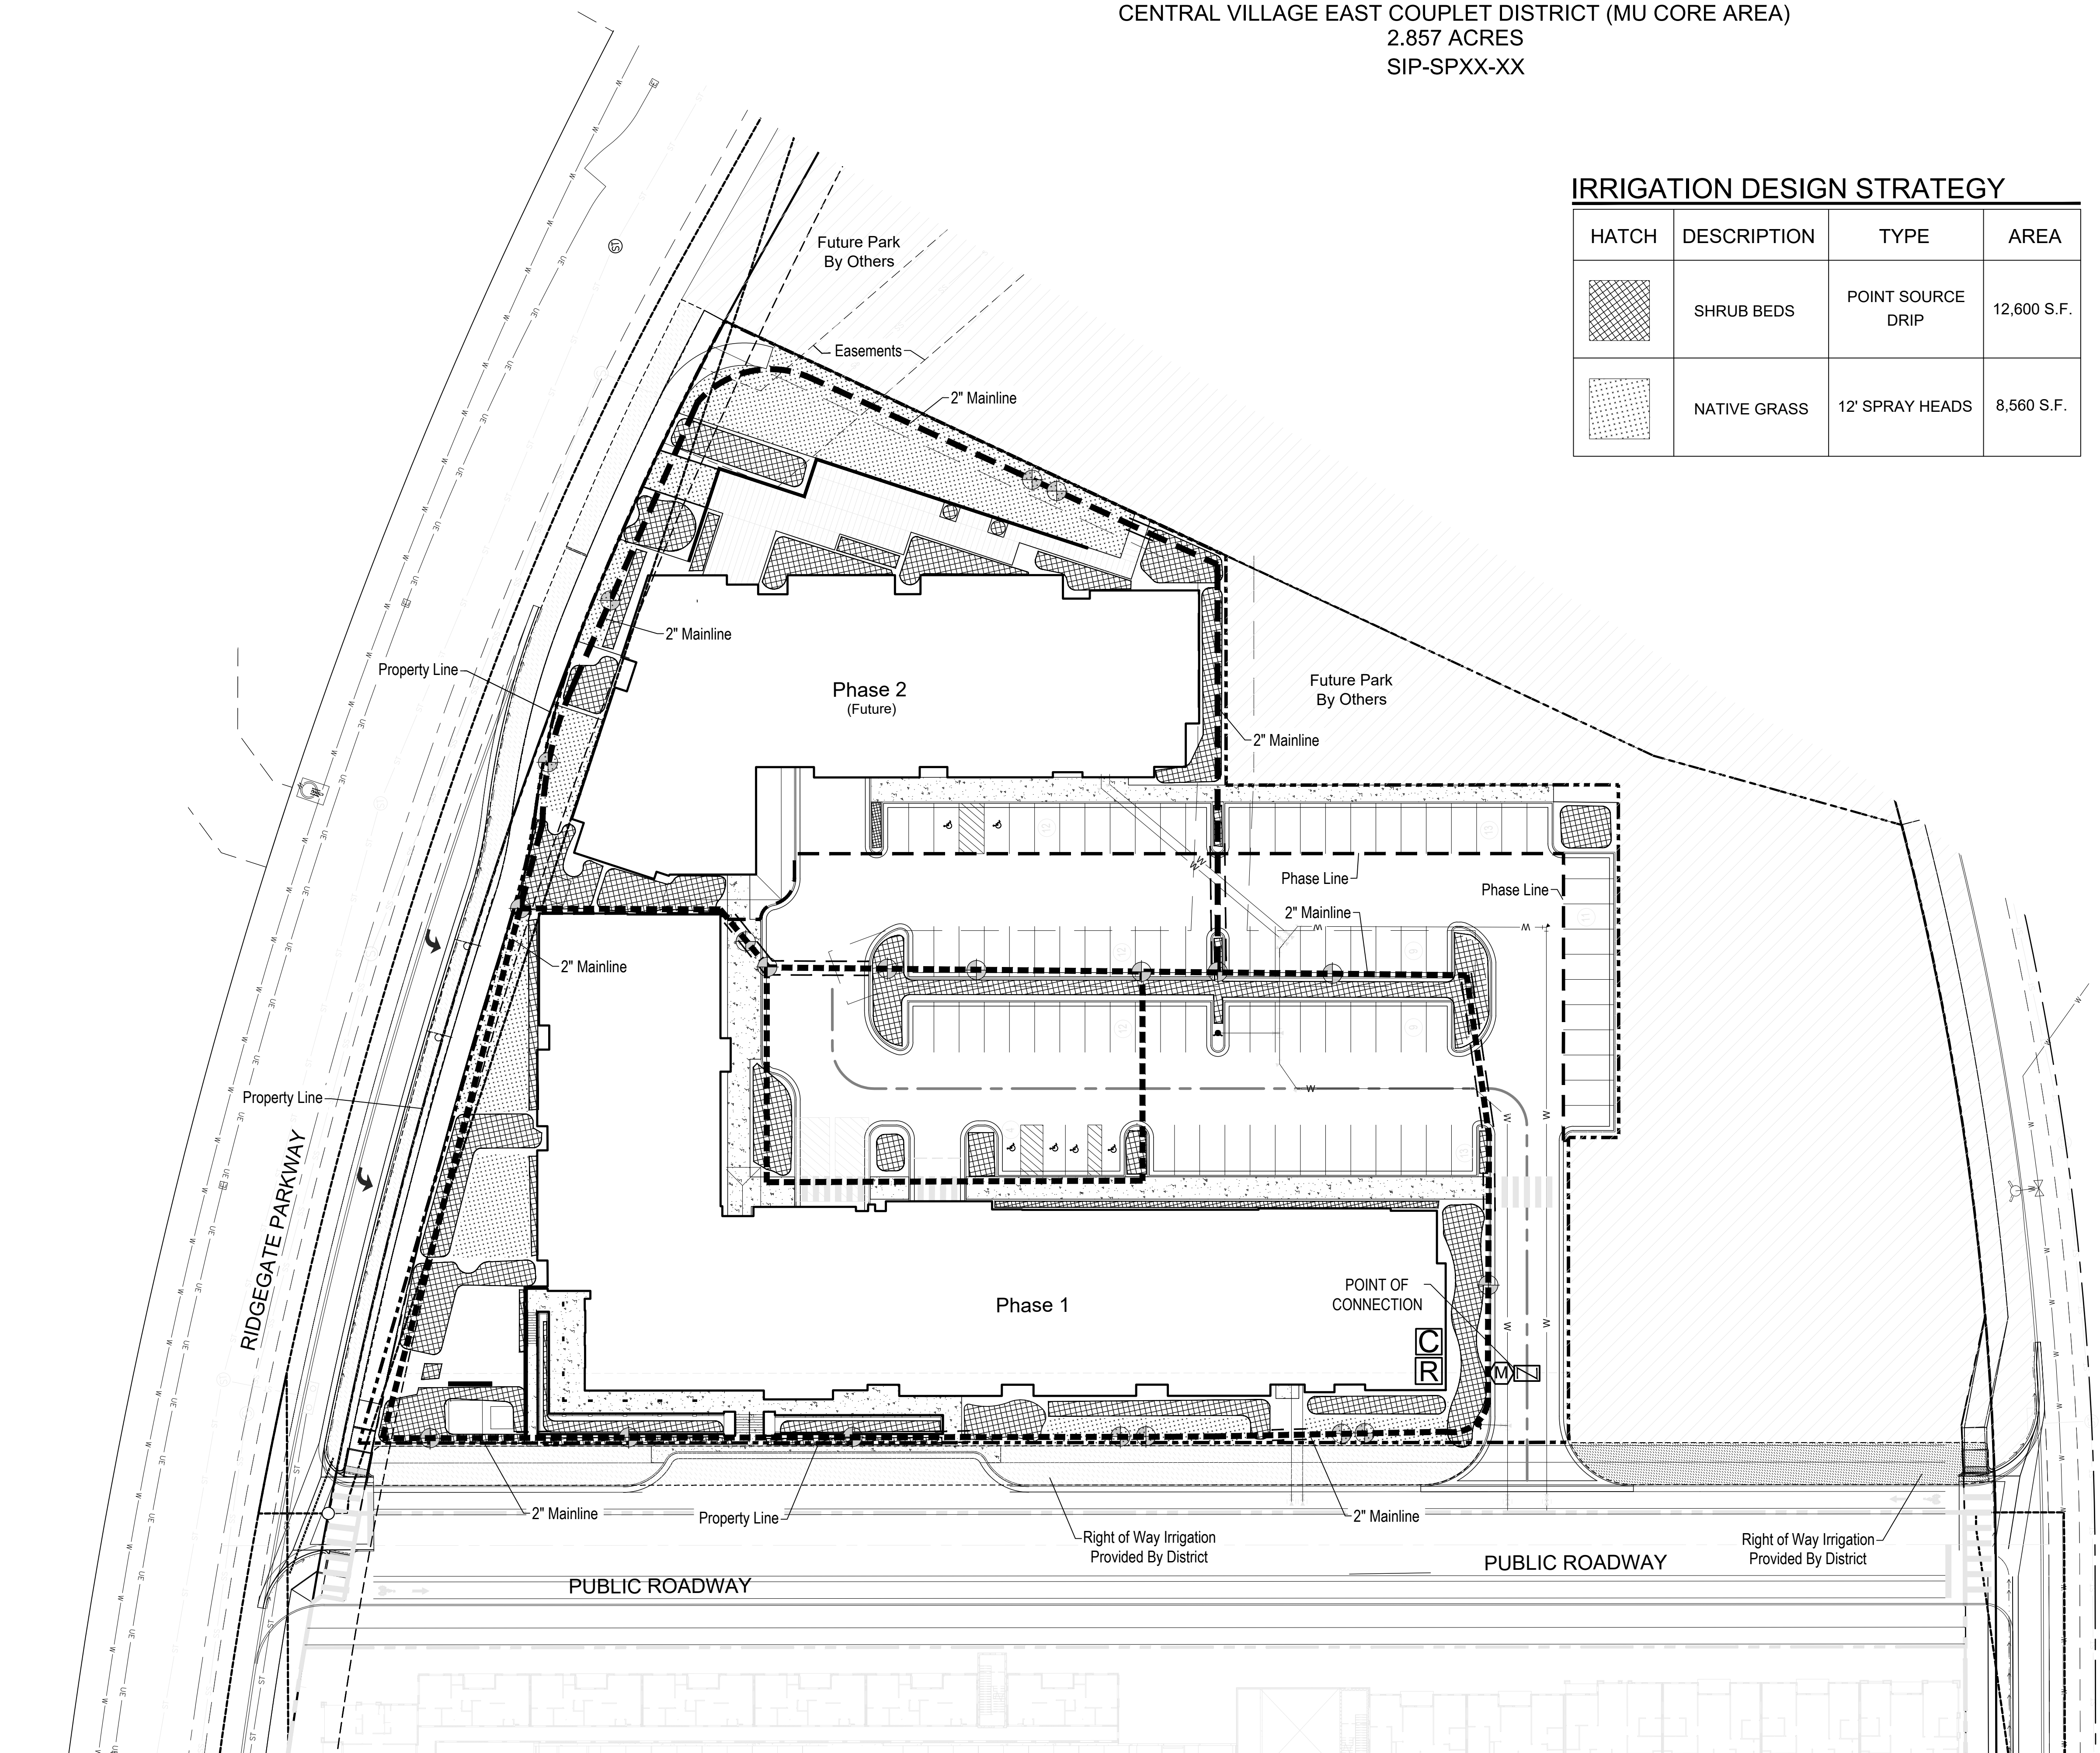 CENTRAL VILLAGE EAST COUPLET DISTRICT (MU CORE AREA)
2.857 ACRES
SIP-SPXX-XX
IRRIGATION DESIGN STRATEGY
HATCH DESCRIPTION TYPE AREA
SHRUB BEDS
POINT SOURCE
DRIP
12,600 S.F.
NATIVE GRASS
12' SPRAY HEADS
8,560 S.F.
Future Park
By Others
Easements
2" Mainline
2" Mainline
Property Line
Phase 2
(Future)
Future Park
By Others
2" Mainline
Phase Line
Phase Line
2" Mainline
2" Mainline
Property Line
RIDGEGATE PARKWAY
POINT OF
CONNECTION
Phase 1
C
R
M
2" Mainline
Property Line
2" Mainline
Right of Way Irrigation
Provided By District
Right of Way Irrigation
Provided By District
PUBLIC ROADWAY
PUBLIC ROADWAY